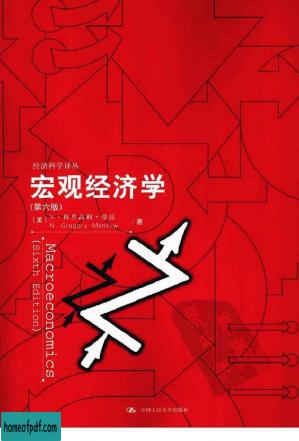 经济科学译丛
宏观经济学
(第六版)
[美] N·格里高利·曼昆
N. Gregory Mankiw 著
Macroeconomics
(Sixth Edition)
中国人民大学出版社
homeofpdf.com
homeofpdf.com